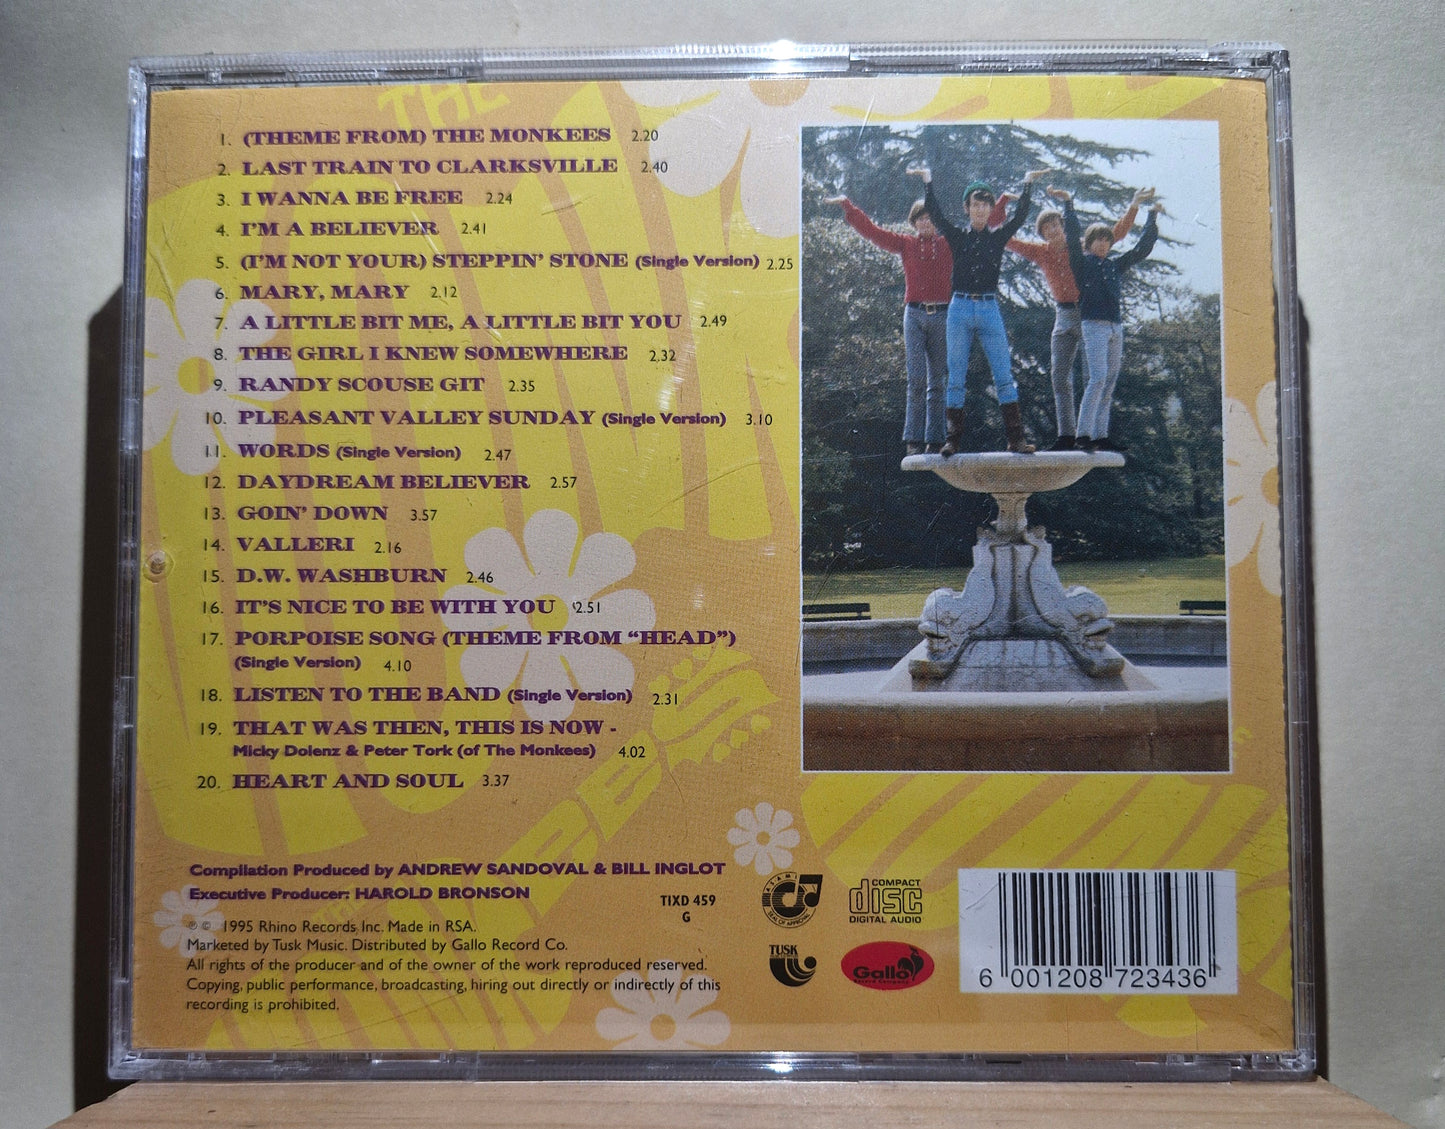 1. (THEME FROM) THE MONKEES 2.20
2. LAST TRAIN TO CLARKSVILLE 2.40
3. I WANNA BE FREE 2.24
4. I'M A BELIEVER 2.41
5. (I'M NOT YOUR) STEPPIN' STONE (Single Version) 2.25
6. MARY, MARY 2.12
7. A LITTLE BIT ME, A LITTLE BIT YOU 2.49
8. THE GIRL I KNEW SOMEWHERE 2.32
9. RANDY SCOUSE GIT 2.35
10. PLEASANT VALLEY SUNDAY (Single Version) 3.10
11. WORDS (Single Version) 2.47
12. DAYDREAM BELIEVER 2.57
13. GOIN' DOWN 3.57
14. VALLERI 2.16
15. D.W. WASHBURN 2.46
16. IT'S NICE TO BE WITH YOU 2.51
17. PORPOISE SONG (THEME FROM "HEAD")
(Single Version) 4.10
18. LISTEN TO THE BAND (Single Version) 2.31
19. THAT WAS THEN, THIS IS NOW -
Micky Dolenz & Peter Tork (of The Monkees) 4.02
20. HEART AND SOUL 3.37
Compilation Produced by ANDREW SANDOVAL & BILL INGLOT
Executive Producer: HAROLD BRONSON
TIXD 459
G
℗ © 1995 Rhino Records Inc. Made in RSA.
Marketed by Tusk Music. Distributed by Gallo Record Co.
All rights of the producer and of the owner of the work reproduced reserved.
Copying, public performance, broadcasting, hiring out directly or indirectly of this
recording is prohibited.
SEAL OF APPROVAL
COMPACT
disc
DIGITAL AUDIO
TUSK
Gallo
Record Company
6 001208 723436
THE